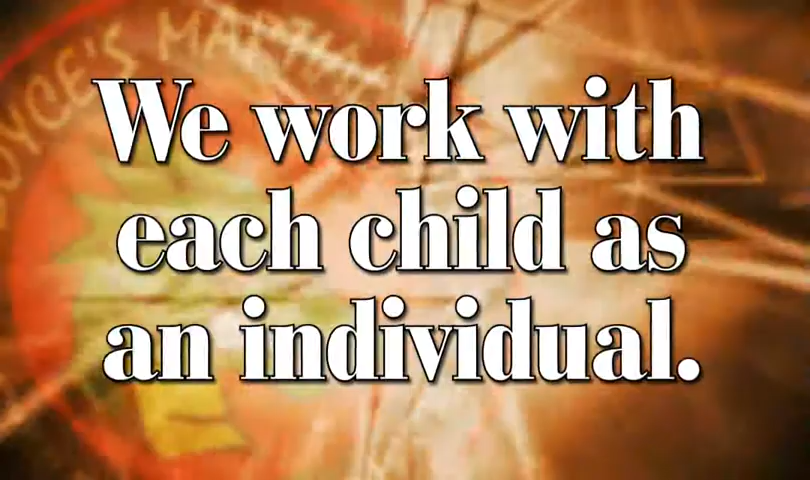 We work with
each child as
an individual.